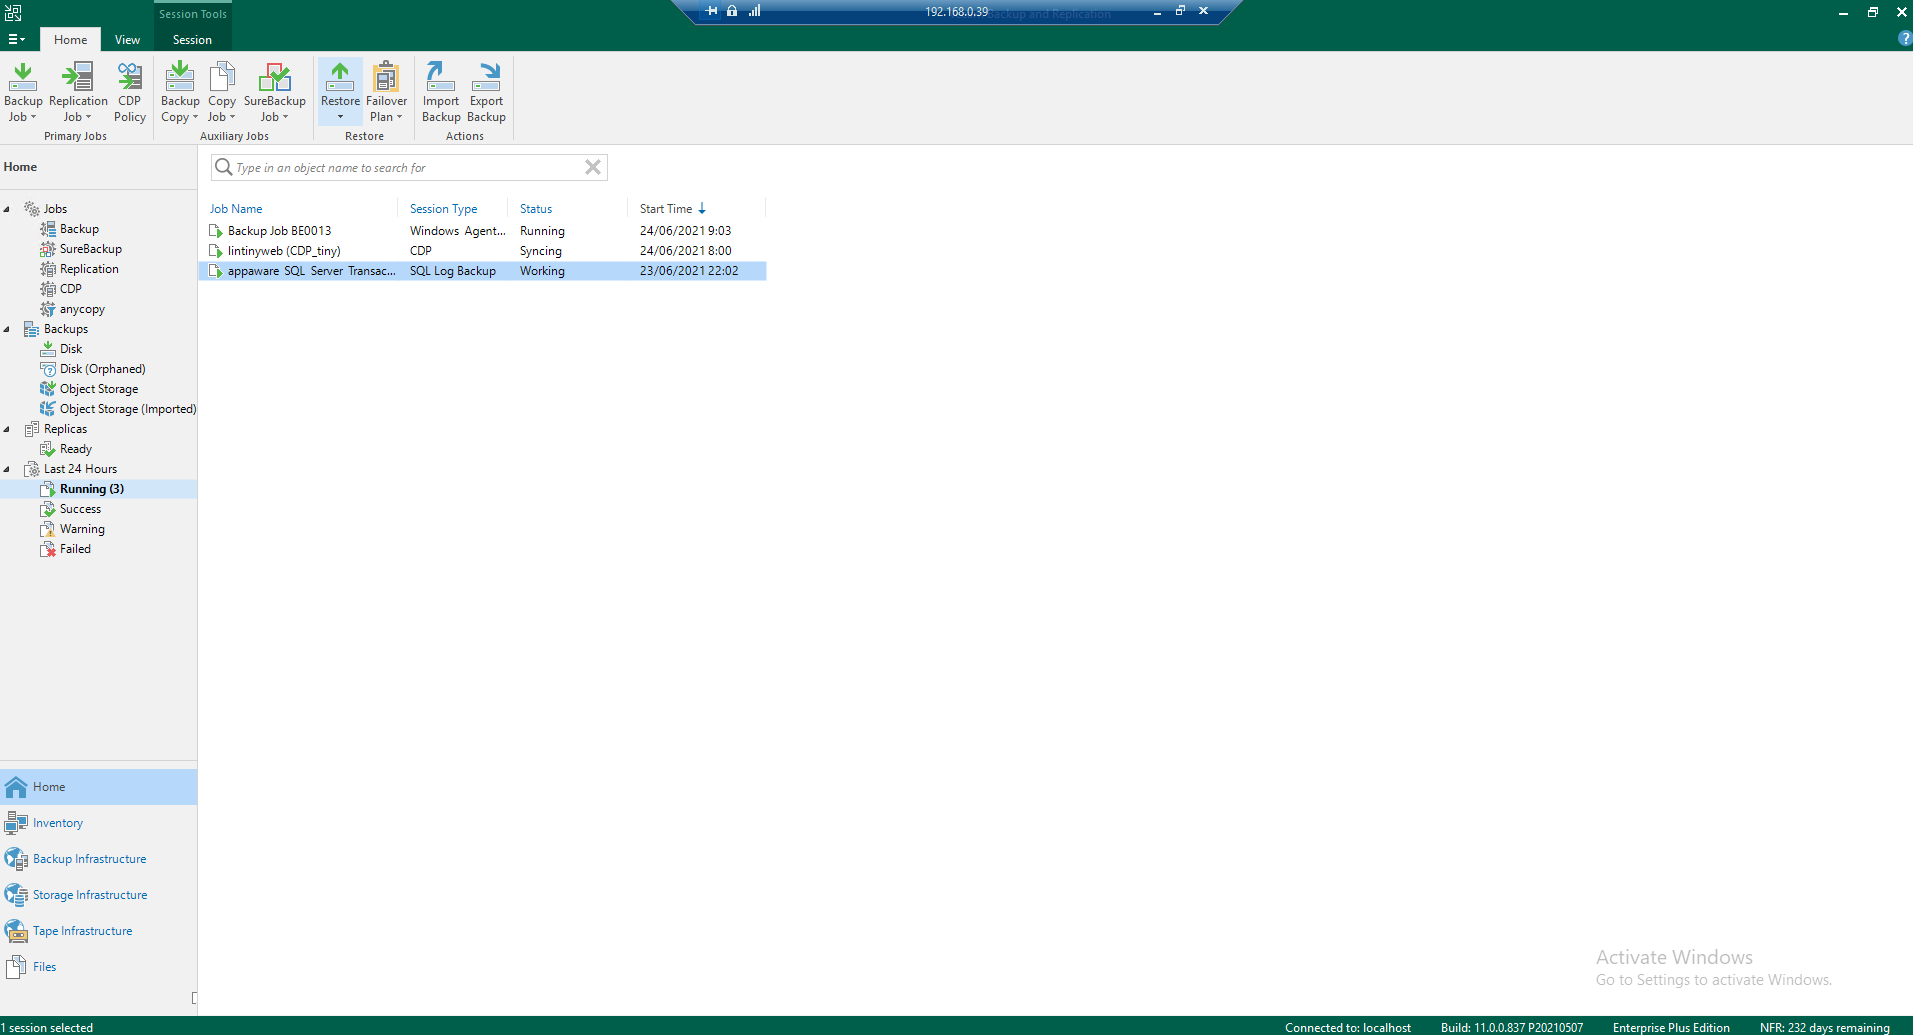 Session Tools
192.168.0.39
Backup and Replication
Home
View
Session
Backup Job
Replication Job
CDP Policy
Primary Jobs
Backup Copy
Copy Job
SureBackup Job
Auxiliary Jobs
Restore
Failover Plan
Restore
Import Backup
Export Backup
Actions
Home
Type in an object name to search for
Jobs
Backup
SureBackup
Replication
CDP
anycopy
Backups
Disk
Disk (Orphaned)
Object Storage
Object Storage (Imported)
Replicas
Ready
Last 24 Hours
Running (3)
Success
Warning
Failed
Job Name Session Type Status Start Time
Backup Job BE0013 Windows Agent... Running 24/06/2021 9:03
lintinyweb (CDP_tiny) CDP Syncing 24/06/2021 8:00
appaware SQL Server Transac... SQL Log Backup Working 23/06/2021 22:02
Home
Inventory
Backup Infrastructure
Storage Infrastructure
Tape Infrastructure
Files
Activate Windows
Go to Settings to activate Windows.
1 session selected
Connected to: localhost
Build: 11.0.0.837 P20210507
Enterprise Plus Edition
NFR: 232 days remaining